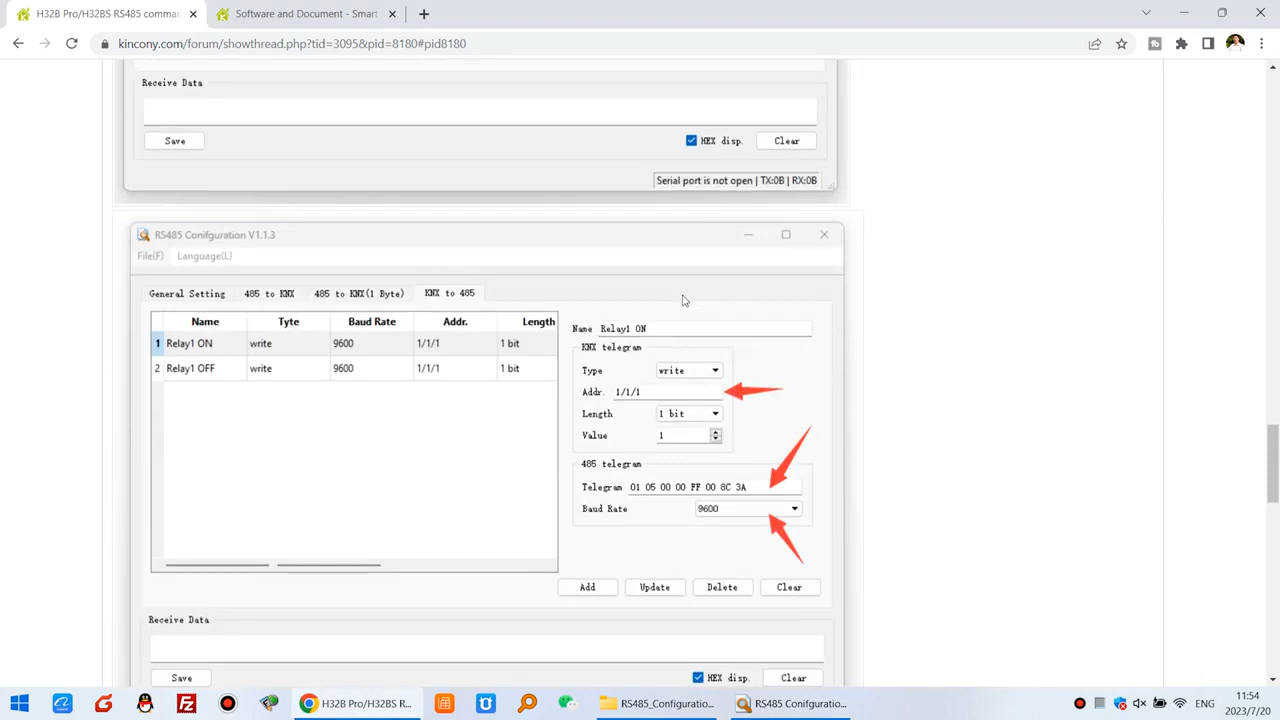 H32B Pro/H32BS RS485 comman
Software and Document - Smart
kincony.com/forum/showthread.php?tid=3095&pid=8180#pid8180
Receive Data
Save
HEX disp.
Clear
Serial port is not open | TX:0B | RX:0B
RS485 Conifguration V1.1.3
File(F) Language(L)
General Setting 485 to KNX 485 to KNX(1 Byte) KNX to 485
Name Tyte Baud Rate Addr. Length
1 Relay1 ON write 9600 1/1/1 1 bit
2 Relay1 OFF write 9600 1/1/1 1 bit
Name Relay1 ON
KNX telegram
Type write
Addr. 1/1/1
Length 1 bit
Value 1
485 telegram
Telegram 01 05 00 00 FF 00 8C 3A
Baud Rate 9600
Add Update Delete Clear
Receive Data
Save
HEX disp.
Clear
H32B Pro/H32BS R...
RS485_Configuratio...
RS485 Conifguratio...
ENG
11:54
2023/7/20